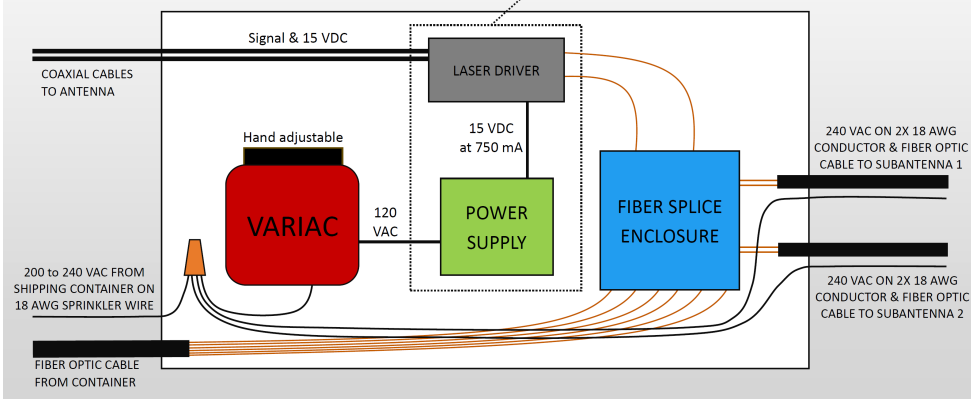 Signal & 15 VDC
COAXIAL CABLES
TO ANTENNA
LASER DRIVER
15 VDC
at 750 mA
Hand adjustable
VARIAC
120
VAC
POWER
SUPPLY
FIBER SPLICE
ENCLOSURE
240 VAC ON 2X 18 AWG
CONDUCTOR & FIBER OPTIC
CABLE TO SUBANTENNA 1
200 to 240 VAC FROM
SHIPPING CONTAINER ON
18 AWG SPRINKLER WIRE
240 VAC ON 2X 18 AWG
CONDUCTOR & FIBER OPTIC
CABLE TO SUBANTENNA 2
FIBER OPTIC CABLE
FROM CONTAINER